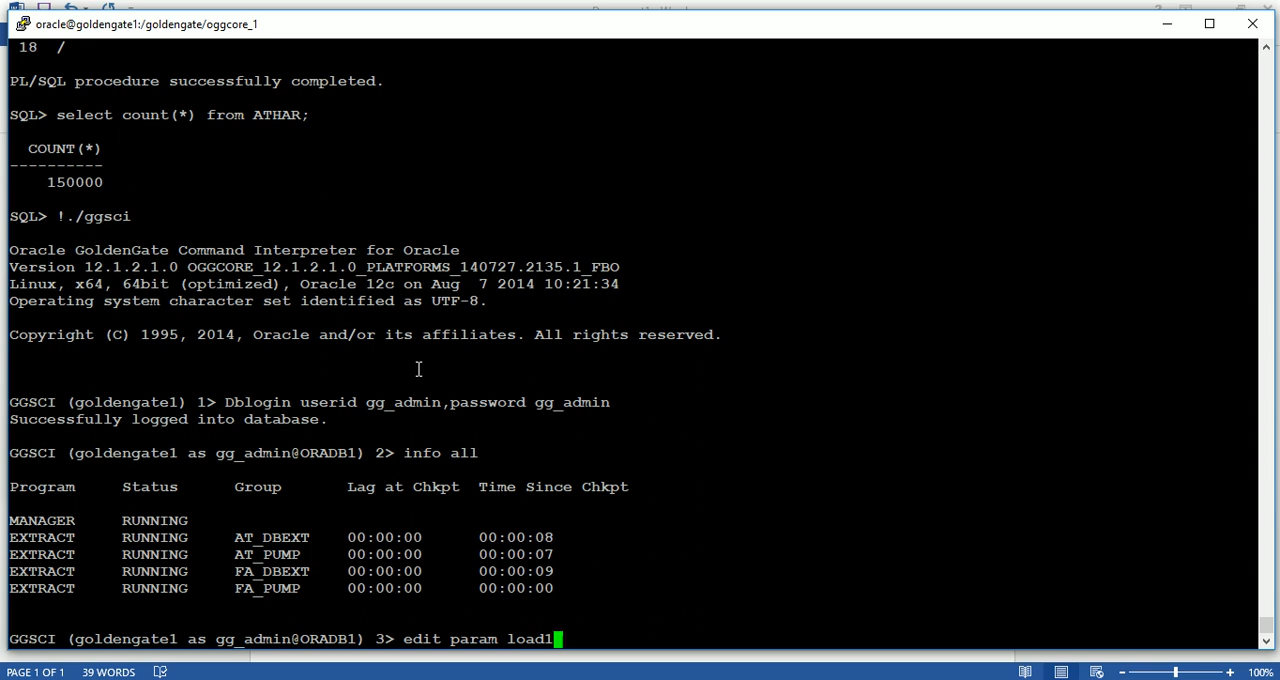 oracle@goldengate1:/goldengate/oggcore_1
18 /
PL/SQL procedure successfully completed.
SQL> select count(*) from ATHAR;
COUNT(*)
----------
150000
SQL> !./ggsci
Oracle GoldenGate Command Interpreter for Oracle
Version 12.1.2.1.0 OGGCORE_12.1.2.1.0_PLATFORMS_140727.2135.1_FBO
Linux, x64, 64bit (optimized), Oracle 12c on Aug  7 2014 10:21:34
Operating system character set identified as UTF-8.
Copyright (C) 1995, 2014, Oracle and/or its affiliates. All rights reserved.
GGSCI (goldengate1) 1> Dblogin userid gg_admin,password gg_admin
Successfully logged into database.
GGSCI (goldengate1 as gg_admin@ORADB1) 2> info all
Program Status Group Lag at Chkpt Time Since Chkpt
MANAGER RUNNING
EXTRACT RUNNING AT_DBEXT 00:00:00 00:00:08
EXTRACT RUNNING AT_PUMP 00:00:00 00:00:07
EXTRACT RUNNING FA_DBEXT 00:00:00 00:00:09
EXTRACT RUNNING FA_PUMP 00:00:00 00:00:00
GGSCI (goldengate1 as gg_admin@ORADB1) 3> edit param load1
PAGE 1 OF 1 39 WORDS 100%